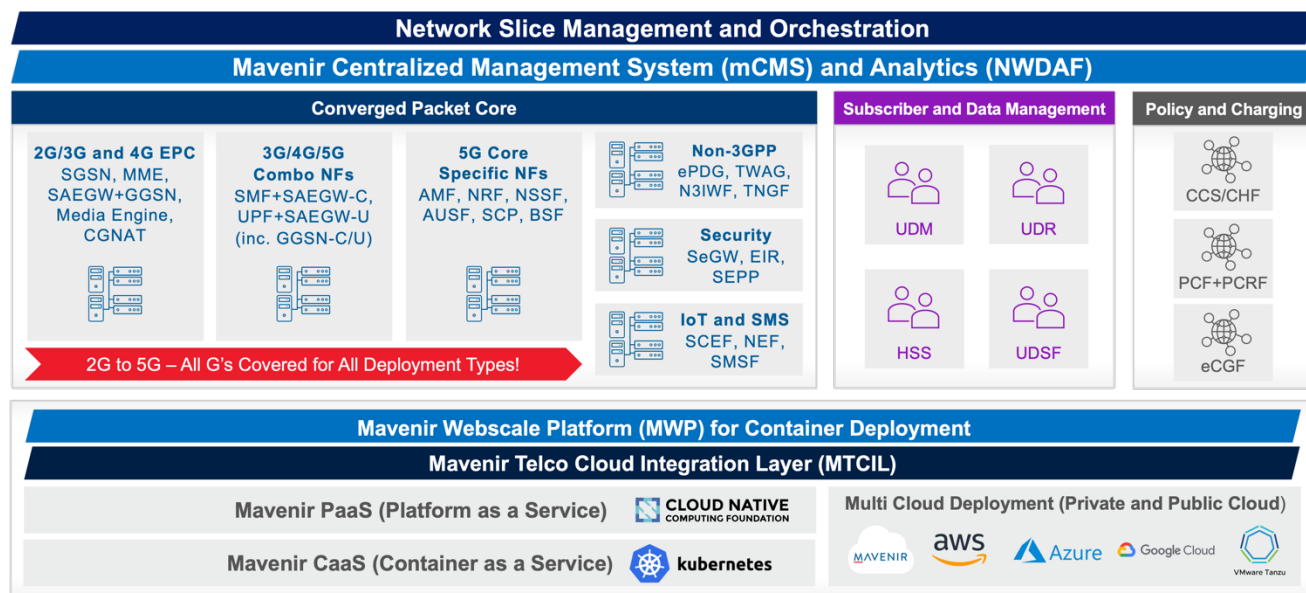 Network Slice Management and Orchestration
Mavenir Centralized Management System (mCMS) and Analytics (NWDAF)
Converged Packet Core
2G/3G and 4G EPC
SGSN, MME,
SAEGW+GGSN,
Media Engine,
CGNAT
3G/4G/5G
Combo NFs
SMF+SAEGW-C,
UPF+SAEGW-U
(inc. GGSN-C/U)
5G Core
Specific NFs
AMF, NRF, NSSF,
AUSF, SCP, BSF
Non-3GPP
ePDG, TWAG,
N3IWF, TNGF
Security
SeGW, EIR,
SEPP
IoT and SMS
SCEF, NEF,
SMSF
2G to 5G – All G's Covered for All Deployment Types!
Subscriber and Data Management
UDM
UDR
HSS
UDSF
Policy and Charging
CCS/CHF
PCF+PCRF
eCGF
Mavenir Webscale Platform (MWP) for Container Deployment
Mavenir Telco Cloud Integration Layer (MTCIL)
Mavenir PaaS (Platform as a Service)
CLOUD NATIVE
COMPUTING FOUNDATION
Mavenir CaaS (Container as a Service)
kubernetes
Multi Cloud Deployment (Private and Public Cloud)
MAVENIR
aws
Azure
Google Cloud
VMware Tanzu